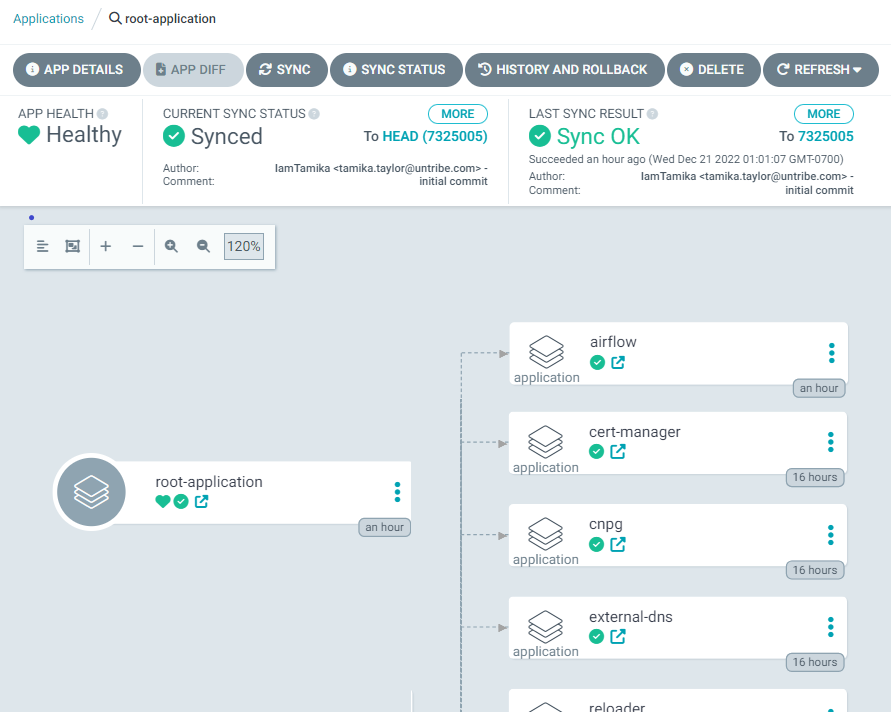 Applications / root-application
APP DETAILS APP DIFF SYNC SYNC STATUS HISTORY AND ROLLBACK DELETE REFRESH
APP HEALTH
Healthy
CURRENT SYNC STATUS MORE
Synced To HEAD (7325005)
Author: IamTamika <tamika.taylor@untribe.com> -
Comment: initial commit
LAST SYNC RESULT MORE
Sync OK To 7325005
Succeeded an hour ago (Wed Dec 21 2022 01:01:07 GMT-0700)
Author: IamTamika <tamika.taylor@untribe.com> -
Comment: initial commit
120%
root-application
an hour
airflow
application
an hour
cert-manager
application
16 hours
cnpg
application
16 hours
external-dns
application
16 hours
reloader